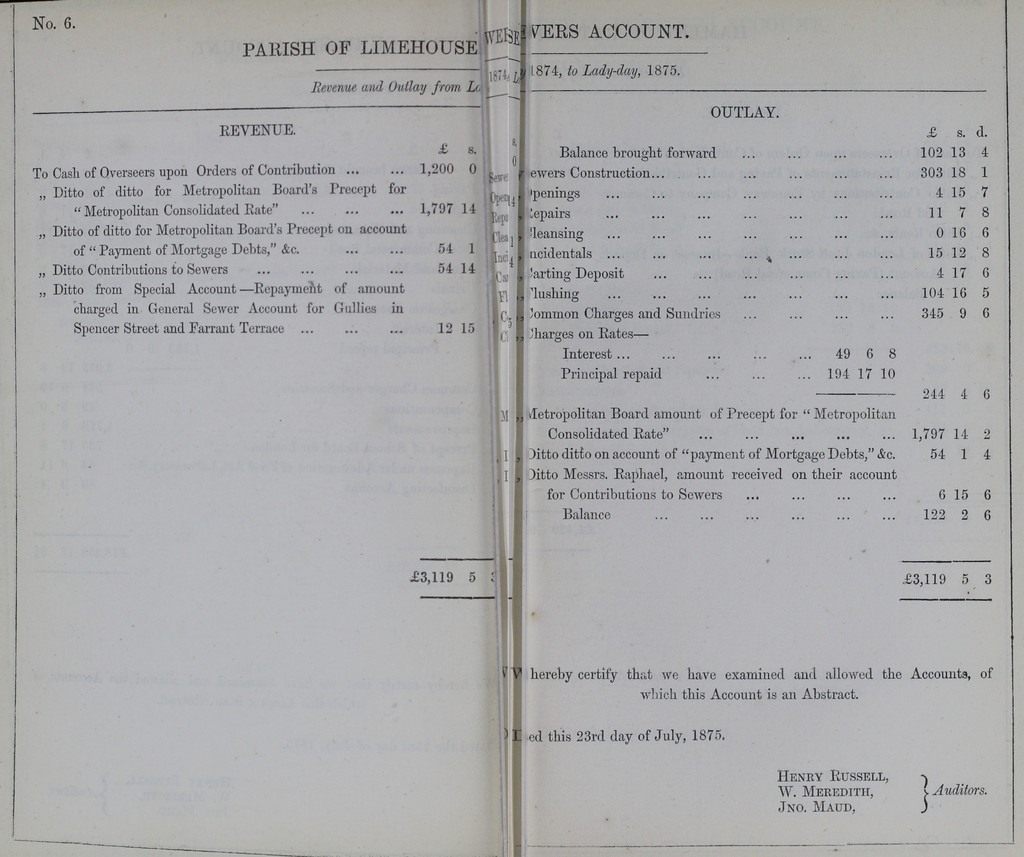 No. 6.
PARISH OF LIMEHOUSE
Revenue and Outlay from
REVENUE.
£ s.
To Cash of Overseers upon Orders of Contribution ... ... 1,200 0
„ Ditto of ditto for Metropolitan Board's Precept for
"Metropolitan Consolidated Rate" ... ... ... 1,797 14
„ Ditto of ditto for Metropolitan Board's Precept on account
of "Payment of Mortgage Debts," &c. ... ... 54 1
„ Ditto Contributions to Sewers ... ... ... ... 54 14
„ Ditto from Special Account—Repayment of amount
charged in General Sewer Account for Gullies in
Spencer Street and Farrant Terrace ... ... ... 12 15
£3,119 5
VERS ACCOUNT.
1874, to Lady-day, 1875.
OUTLAY.
£ s. d.
Balance brought forward ... ... ... ... 102 13 4
ewers Construction... ... ... ... ... ... 303 18 1
penings ... ... ... ... ... ... ... 4 15 7
epairs ... ... ... ... ... ... ... 11 7 8
leansing ... ... ... ... ... ... ... 0 16 6
ncidentals ... ... ... ... ... ... ... 15 12 8
arting Deposit ... ... ... ... ... ... 4 17 6
lushing ... ... ... ... ... ... ... 104 16 5
ommon Charges and Sundries ... ... ... ... 345 9 6
„ harges on Rates—
Interest ... ... ... ... ... 49 6 8
Principal repaid ... ... ... 194 17 10
244 4 6
„ Metropolitan Board amount of Precept for "Metropolitan
Consolidated Rate" ... ... ... ... ... 1,797 14 2
Ditto ditto on account of "payment of Mortgage Debts," &c. 54 1 4
Ditto Messrs. Raphael, amount received on their account
for Contributions to Sewers ... ... ... ... 6 15 6
Balance ... ... ... ... ... ... 122 2 6
£3,119 5 3
hereby certify that we have examined and allowed the Accounts, of
which this Account is an Abstract.
ed this 23rd day of July, 1875.
HENRY RUSSELL,
W. MEREDITH,
JNO. MAUD,
Auditors.